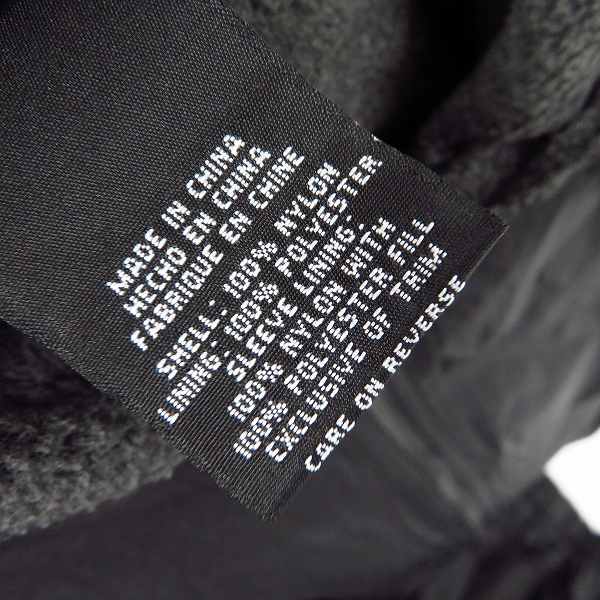 MADE IN CHINA
HECHO EN CHINA
FABRIQUE EN CHINE
SHELL: 100% NYLON
LINING: 100% POLYESTER
SLEEVE LINING:
100% NYLON WITH
100% POLYESTER FILL
EXCLUSIVE OF TRIM
CARE ON REVERSE